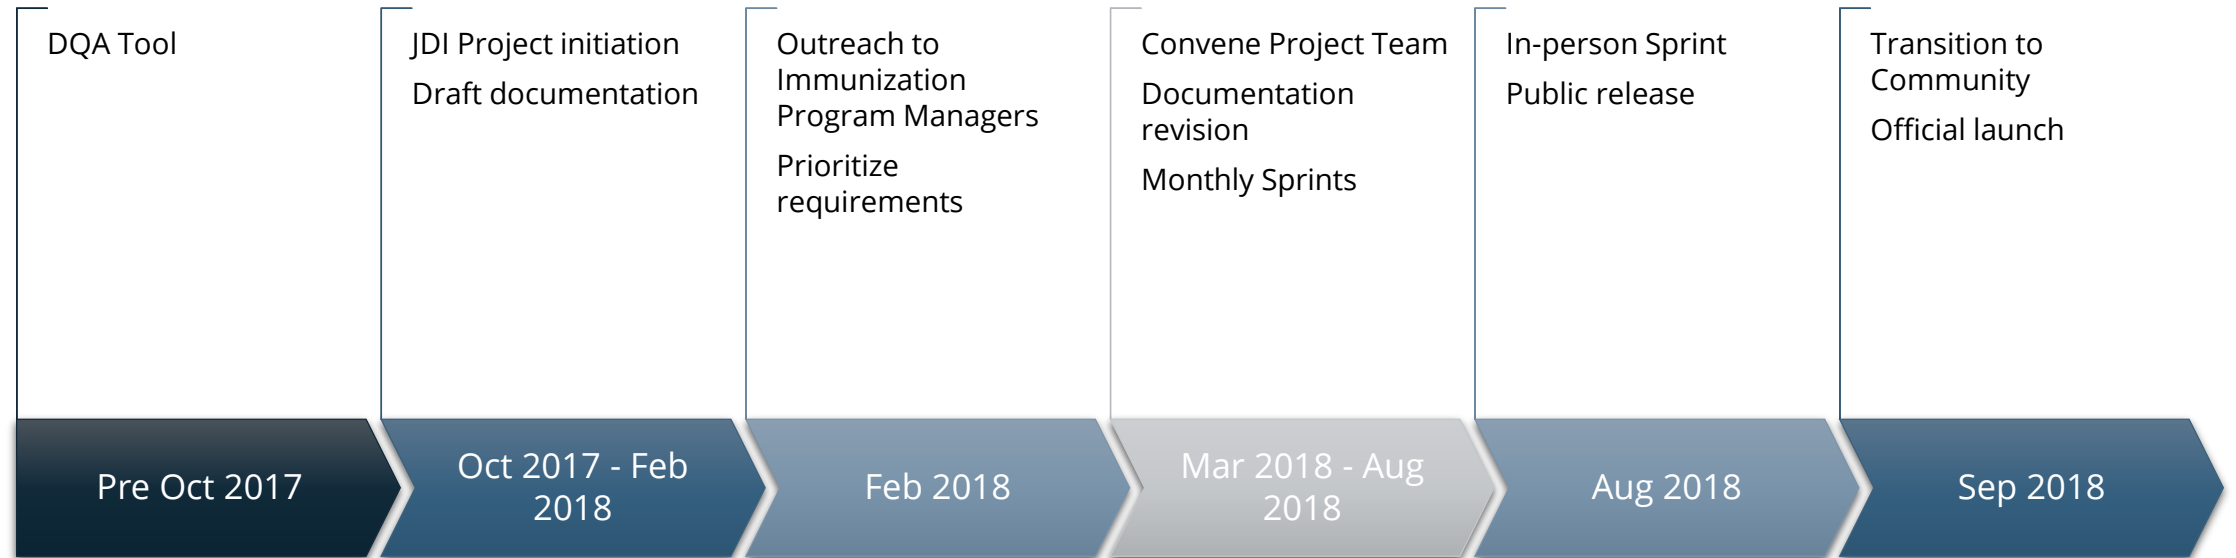 DQA Tool
JDI Project initiation
Draft documentation
Outreach to
Immunization
Program Managers
Prioritize
requirements
Convene Project Team
Documentation
revision
Monthly Sprints
In-person Sprint
Public release
Transition to
Community
Official launch
Pre Oct 2017
Oct 2017 - Feb
2018
Feb 2018
Mar 2018 - Aug
2018
Aug 2018
Sep 2018